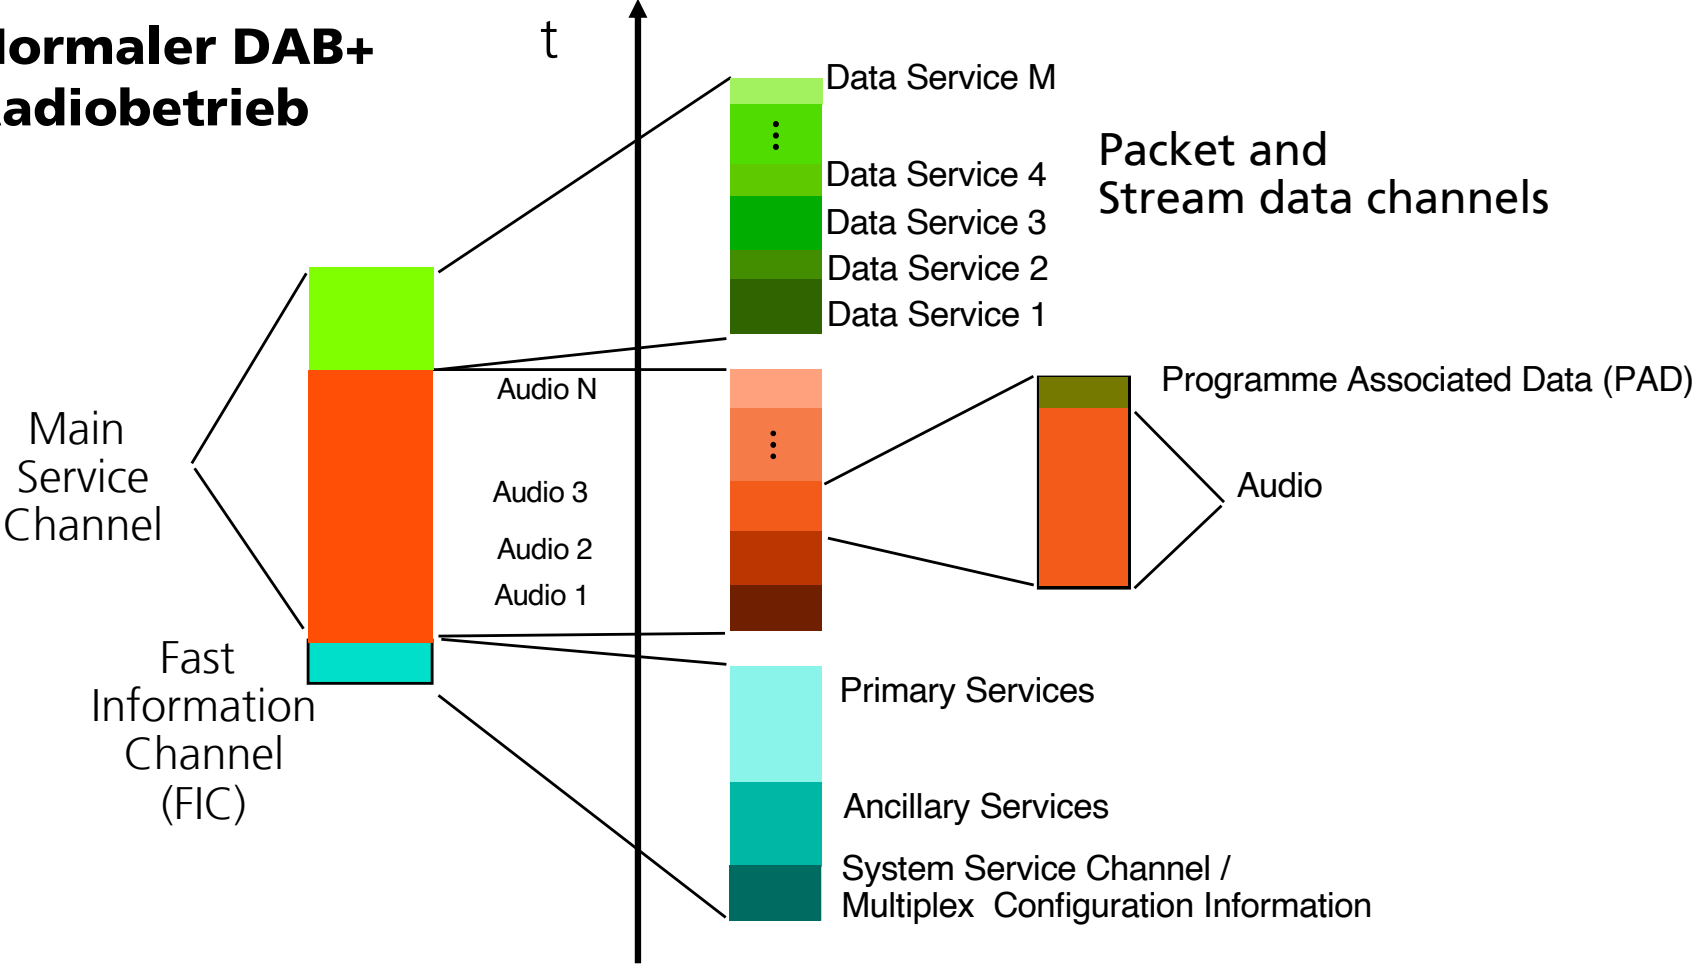 ormaler DAB+
adiobetrieb
t
Data Service M
Data Service 4
Data Service 3
Data Service 2
Data Service 1
Packet and
Stream data channels
Audio N
Audio 3
Audio 2
Audio 1
Programme Associated Data (PAD)
Audio
Main
Service
Channel
Fast
Information
Channel
(FIC)
Primary Services
Ancillary Services
System Service Channel /
Multiplex Configuration Information